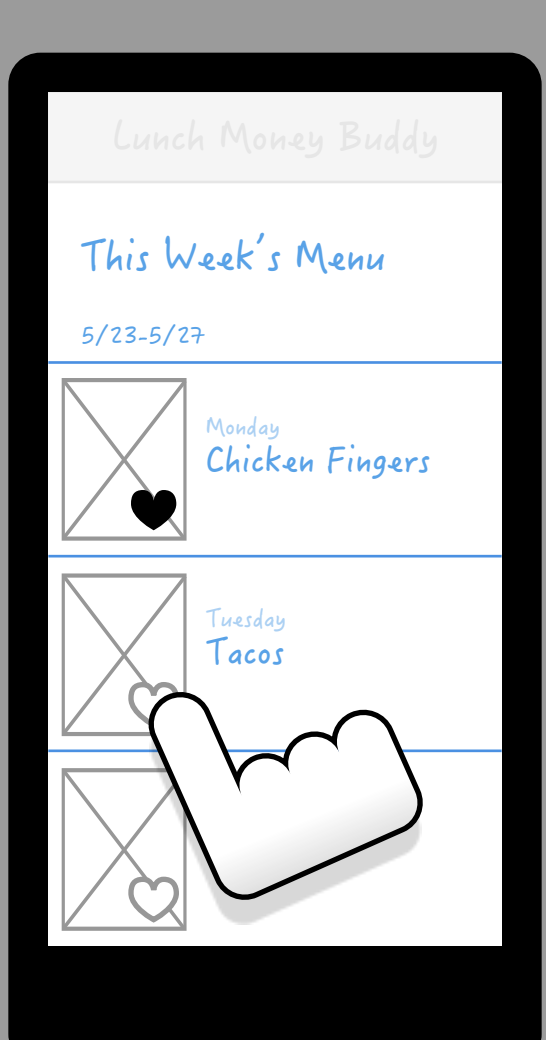 Lunch Money Buddy
This Week's Menu
5/23-5/27
Monday
Chicken Fingers
Tuesday
Tacos